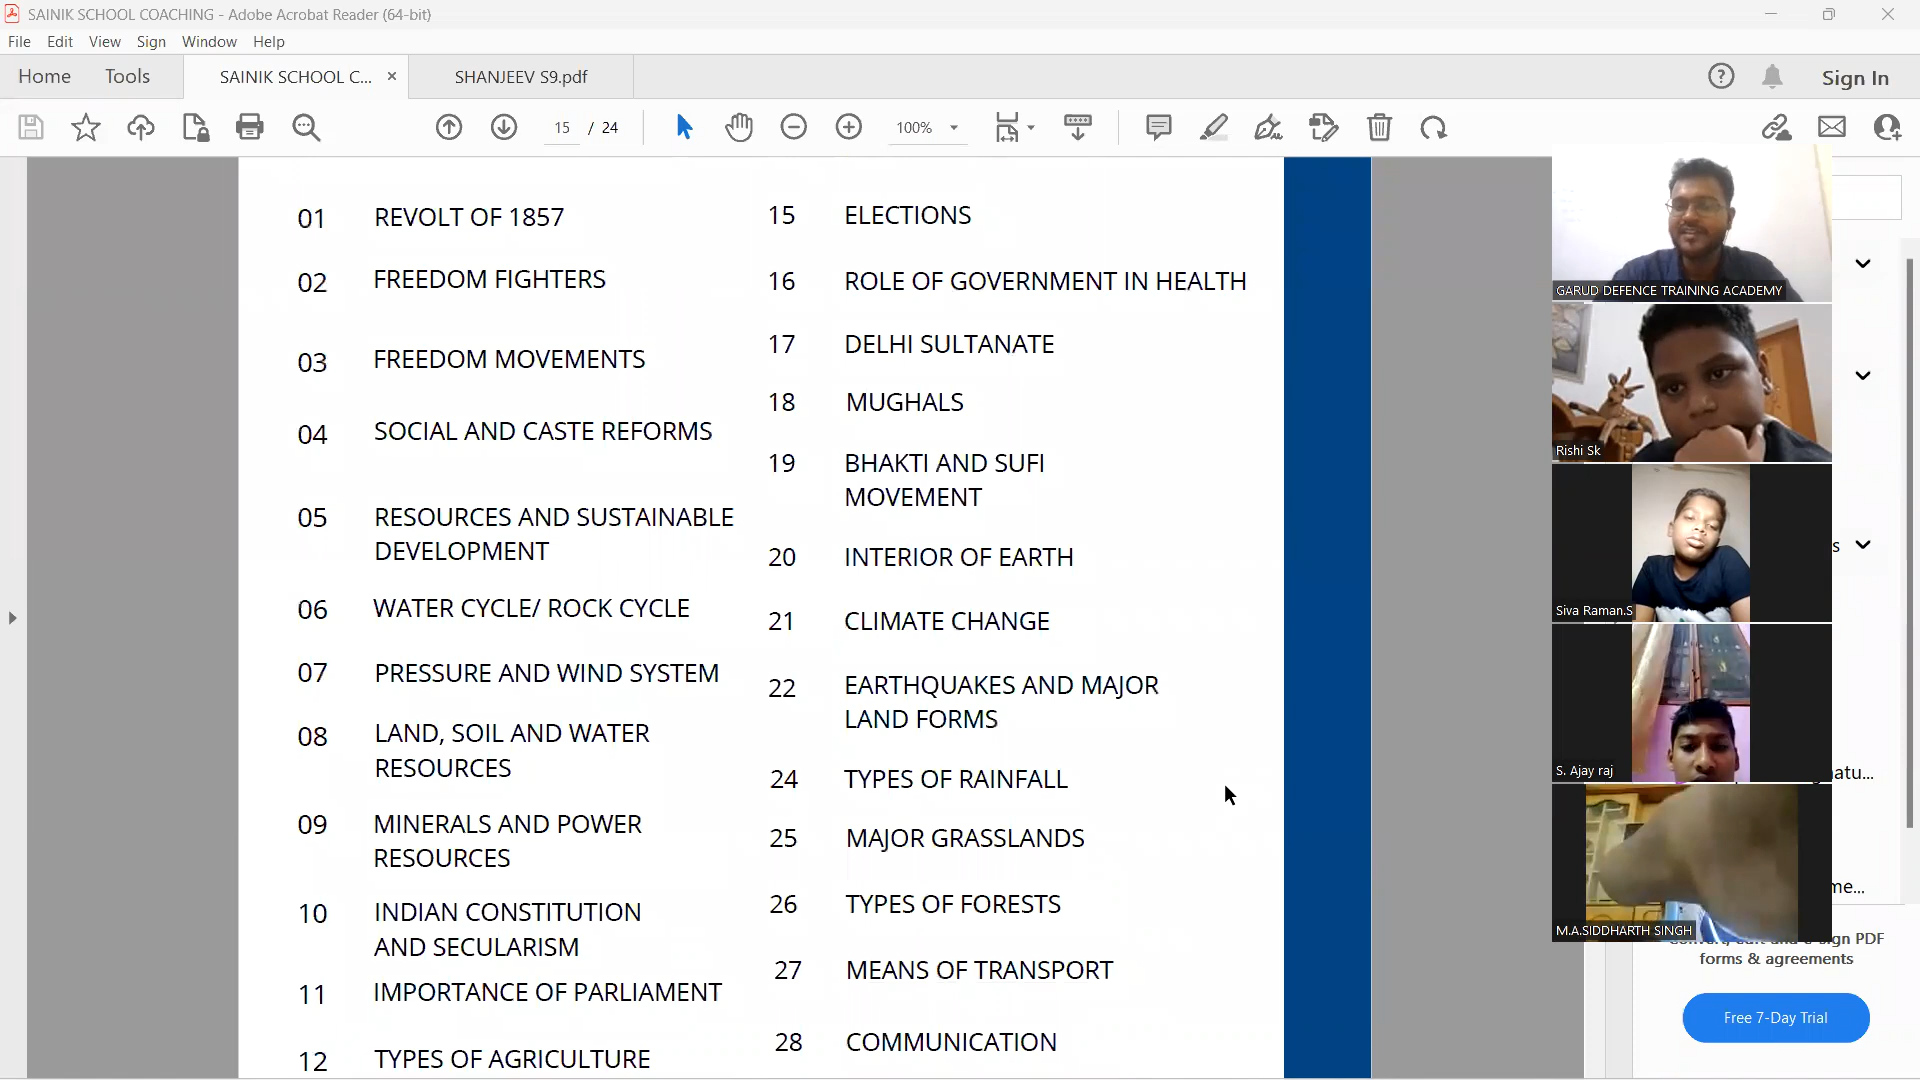 SAINIK SCHOOL COACHING - Adobe Acrobat Reader (64-bit)
File Edit View Sign Window Help
Home Tools SAINIK SCHOOL C... × SHANJEEV S9.pdf ? Sign In
15 / 24 100%
01 REVOLT OF 1857
02 FREEDOM FIGHTERS
03 FREEDOM MOVEMENTS
04 SOCIAL AND CASTE REFORMS
05 RESOURCES AND SUSTAINABLE
DEVELOPMENT
06 WATER CYCLE/ ROCK CYCLE
07 PRESSURE AND WIND SYSTEM
08 LAND, SOIL AND WATER
RESOURCES
09 MINERALS AND POWER
RESOURCES
10 INDIAN CONSTITUTION
AND SECULARISM
11 IMPORTANCE OF PARLIAMENT
12 TYPES OF AGRICULTURE
15 ELECTIONS
16 ROLE OF GOVERNMENT IN HEALTH
17 DELHI SULTANATE
18 MUGHALS
19 BHAKTI AND SUFI
MOVEMENT
20 INTERIOR OF EARTH
21 CLIMATE CHANGE
22 EARTHQUAKES AND MAJOR
LAND FORMS
24 TYPES OF RAINFALL
25 MAJOR GRASSLANDS
26 TYPES OF FORESTS
27 MEANS OF TRANSPORT
28 COMMUNICATION
GARUD DEFENCE TRAINING ACADEMY
Rishi Sk
Siva Raman.S
s
S. Ajay raj
atu...
me...
M.A.SIDDHARTH SINGH
PDF
forms & agreements
Free 7-Day Trial